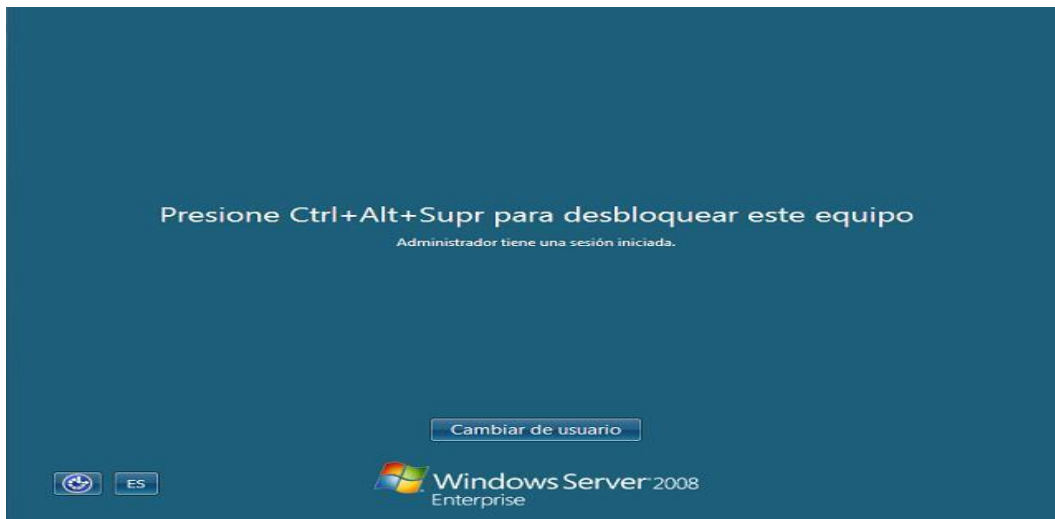 Presione Ctrl+Alt+Supr para desbloquear este equipo
Administrador tiene una sesión iniciada.
Cambiar de usuario
ES
Windows Server 2008
Enterprise